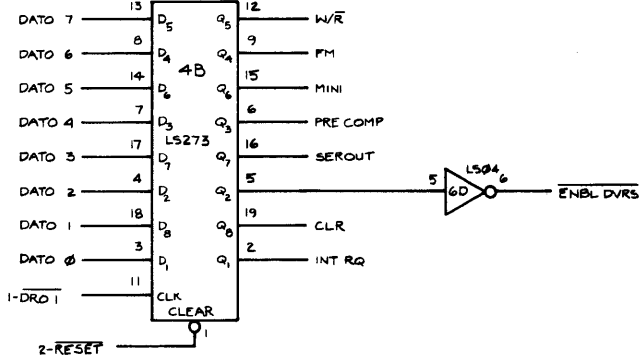 13 12
DATO 7 D5 Q5 W/R̅
8 9
DATO 6 D4 Q4 FM
4B
14 15
DATO 5 D6 Q6 MINI
7 6
DATO 4 D3 Q3 PRE COMP
LS273
17 16
DATO 3 D7 Q7 SEROUT
4 5
DATO 2 D2 Q2 5 6D LS04 6 ENBL DVRS
18 19
DATO 1 D8 Q8 CLR
3 2
DATO 0 D1 Q1 INT RQ
11
1-DRO 1 CLK
CLEAR
1
2-RESET